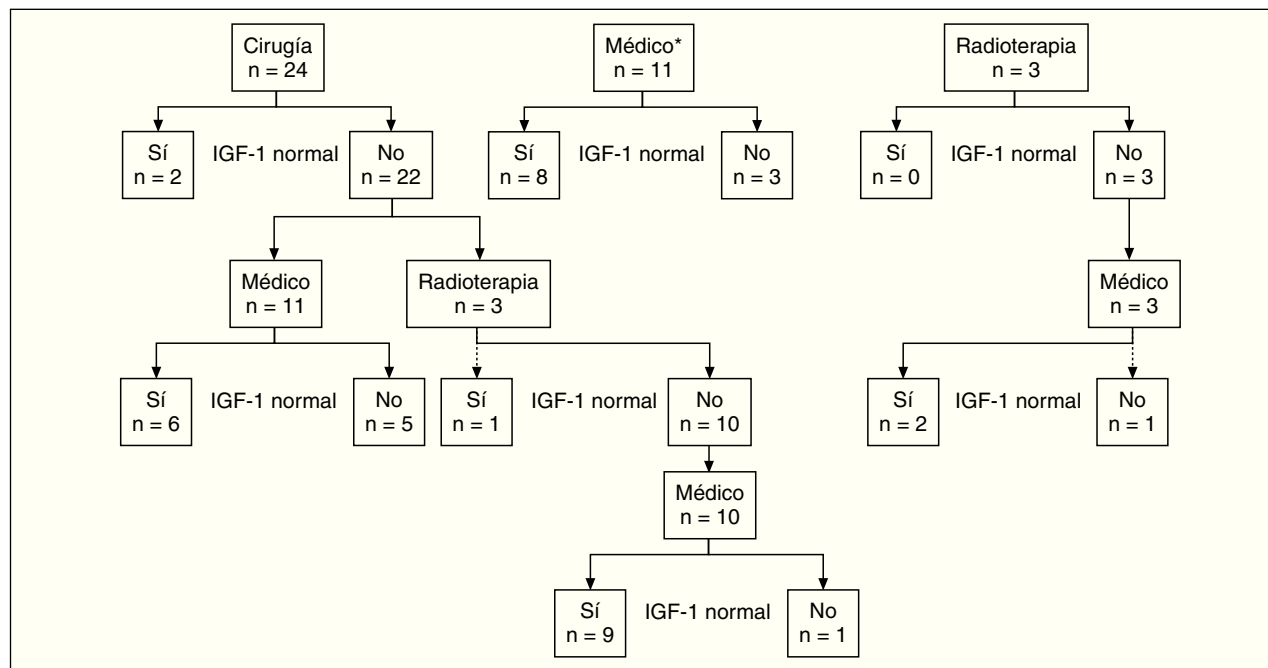 Cirugía
n = 24
Médico*
n = 11
Radioterapia
n = 3
Sí
n = 2
IGF-1 normal
No
n = 22
Sí
n = 8
IGF-1 normal
No
n = 3
Sí
n = 0
IGF-1 normal
No
n = 3
Médico
n = 11
Radioterapia
n = 3
Médico
n = 3
Sí
n = 6
IGF-1 normal
No
n = 5
Sí
n = 1
IGF-1 normal
No
n = 10
Sí
n = 2
IGF-1 normal
No
n = 1
Médico
n = 10
Sí
n = 9
IGF-1 normal
No
n = 1